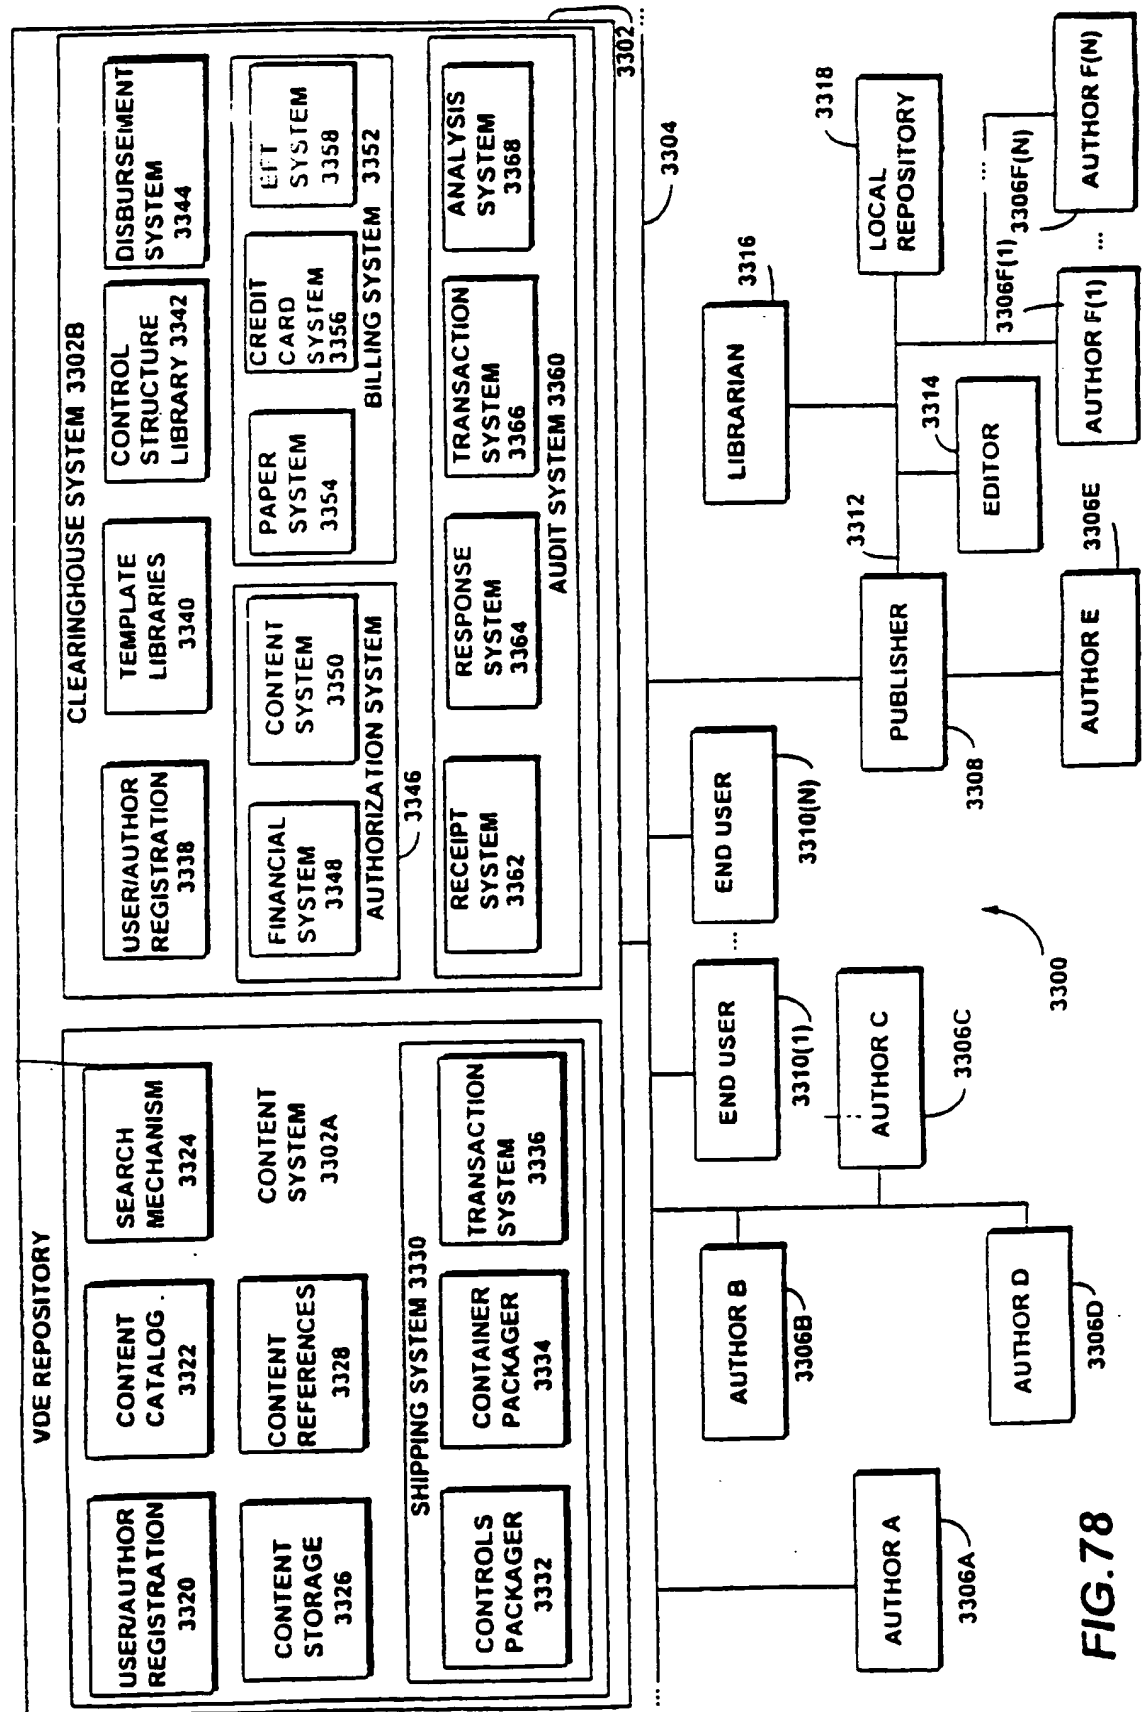 VDE REPOSITORY
3302
...
USER/AUTHOR
REGISTRATION
3320
CONTENT
CATALOG
3322
SEARCH
MECHANISM
3324
CONTENT
STORAGE
3326
CONTENT
REFERENCES
3328
CONTENT
SYSTEM
3302A
SHIPPING SYSTEM 3330
CONTROLS
PACKAGER
3332
CONTAINER
PACKAGER
3334
TRANSACTION
SYSTEM
3336
CLEARINGHOUSE SYSTEM 3302B
USER/AUTHOR
REGISTRATION
3338
TEMPLATE
LIBRARIES
3340
CONTROL
STRUCTURE
LIBRARY 3342
DISBURSEMENT
SYSTEM
3344
FINANCIAL
SYSTEM
3348
CONTENT
SYSTEM
3350
AUTHORIZATION SYSTEM
3346
PAPER
SYSTEM
3354
CREDIT
CARD
SYSTEM
3356
EFT
SYSTEM
3358
BILLING SYSTEM 3352
RECEIPT
SYSTEM
3362
RESPONSE
SYSTEM
3364
TRANSACTION
SYSTEM
3366
ANALYSIS
SYSTEM
3368
AUDIT SYSTEM 3360
...
3304
AUTHOR A
3306A
AUTHOR B
3306B
AUTHOR C
3306C
AUTHOR D
3306D
END USER
3310(1)
...
END USER
3310(N)
3300
PUBLISHER
3308
3312
AUTHOR E
3306E
LIBRARIAN
3316
EDITOR
3314
LOCAL
REPOSITORY
3318
3306F(1)
AUTHOR F(1)
...
3306F(N)
...
AUTHOR F(N)
FIG.78